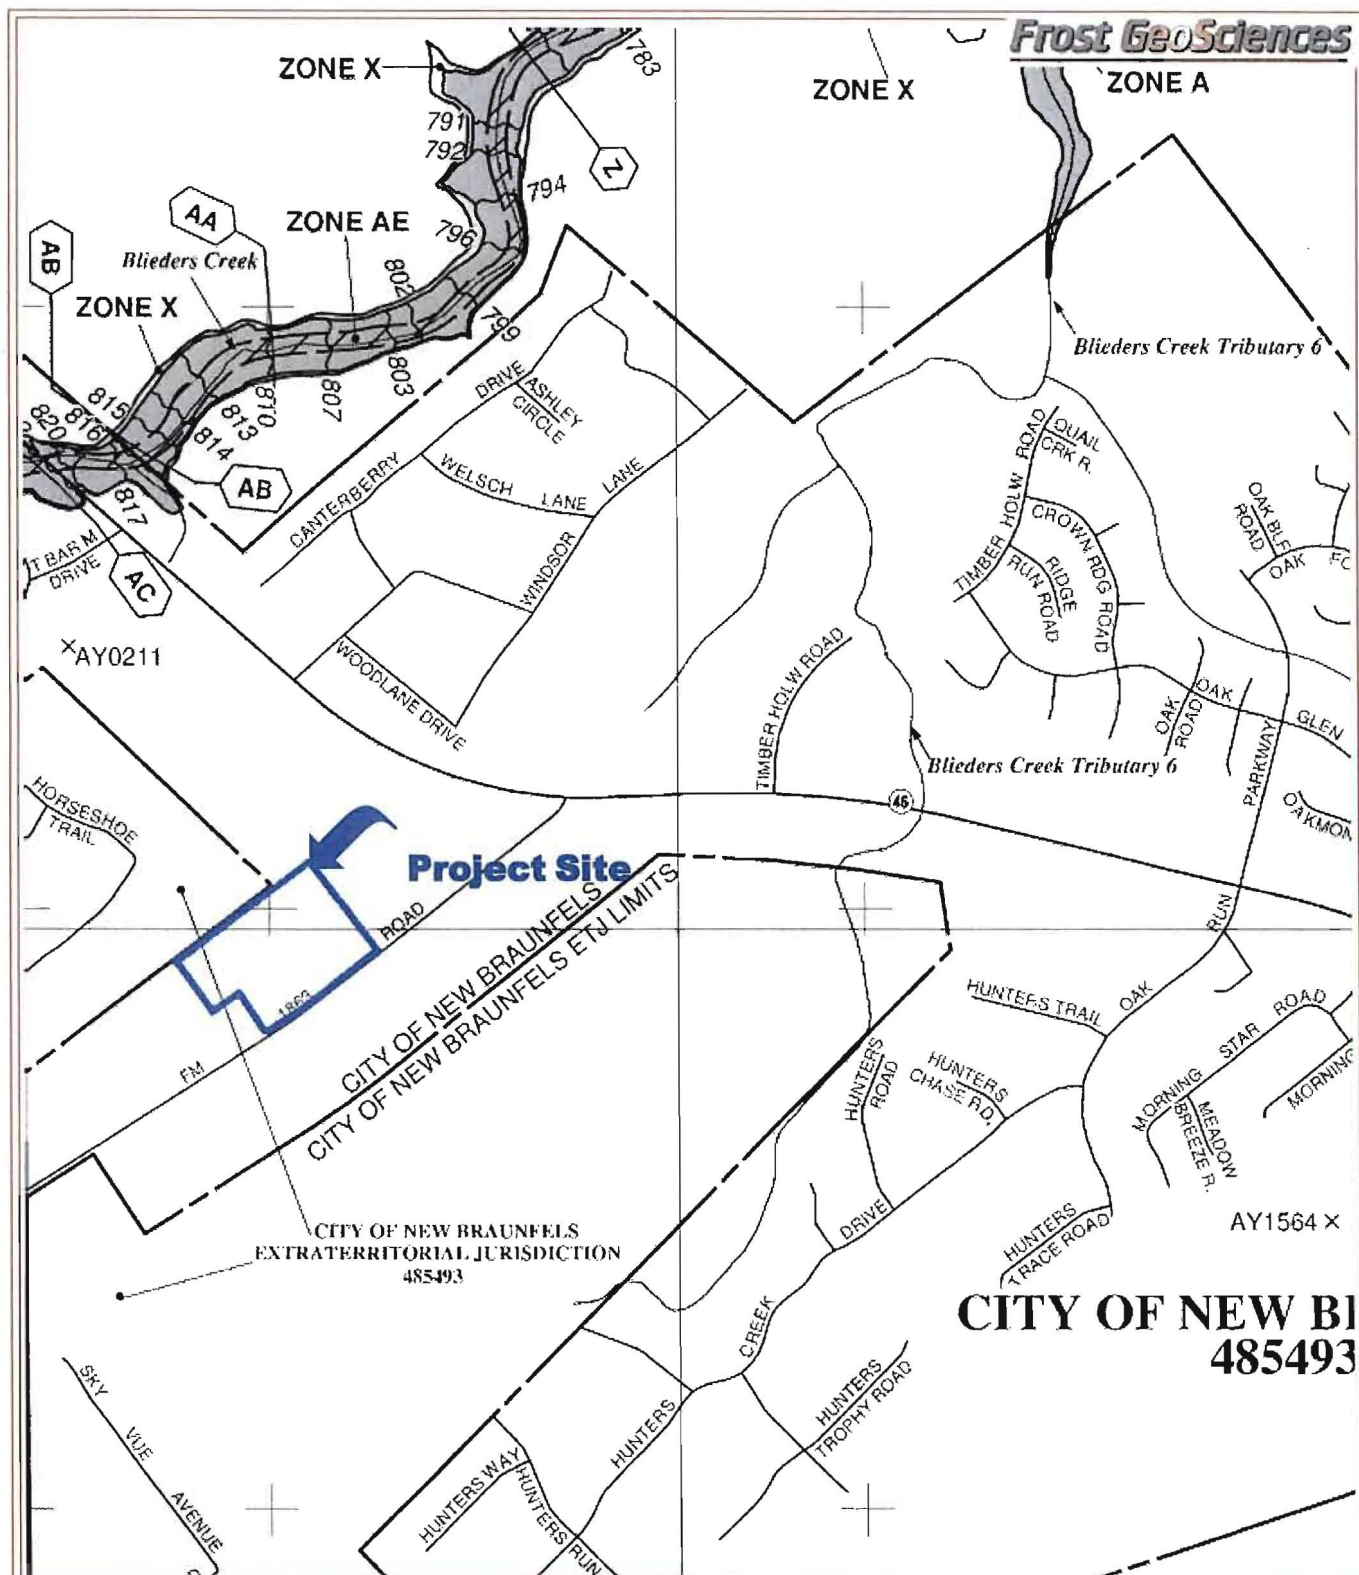 Frost GeoSciences
ZONE X
783
ZONE X
ZONE A
791
792
Z
794
AA
ZONE AE
796
AB
Blieders Creek
802
ZONE X
799
Blieders Creek Tributary 6
803
807
810
813
814
815
816
820
817
AB
AC
T BAR M
DRIVE
CANTERBERRY
DRIVE
ASHLEY
CIRCLE
WELSCH
LANE
WINDSOR
LANE
WOODLANE DRIVE
TIMBER HOLW ROAD
QUAIL
CRK R.
CROWN RDG ROAD
RIDGE
RUN ROAD
OAK BLF
ROAD
OAK
FO
×AY0211
TIMBER HOLW ROAD
OAK
ROAD
OAK
GLEN
PARKWAY
Blieders Creek Tributary 6
46
OAKMON
HORSESHOE
TRAIL
Project Site
ROAD
1863
FM
CITY OF NEW BRAUNFELS
CITY OF NEW BRAUNFELS ETJ LIMITS
RUN
OAK
HUNTERS TRAIL
HUNTERS
ROAD
HUNTERS
CHASE RD.
MORNING
STAR
ROAD
MORNING
MEADOW
BREEZE R.
CITY OF NEW BRAUNFELS
EXTRATERRITORIAL JURISDICTION
485493
DRIVE
HUNTERS
TRACE ROAD
AY1564 ×
CITY OF NEW B
485493
CREEK
HUNTERS
HUNTERS
TROPHY ROAD
SKY
VUE
AVENUE
HUNTERS WAY
HUNTERS
RUN